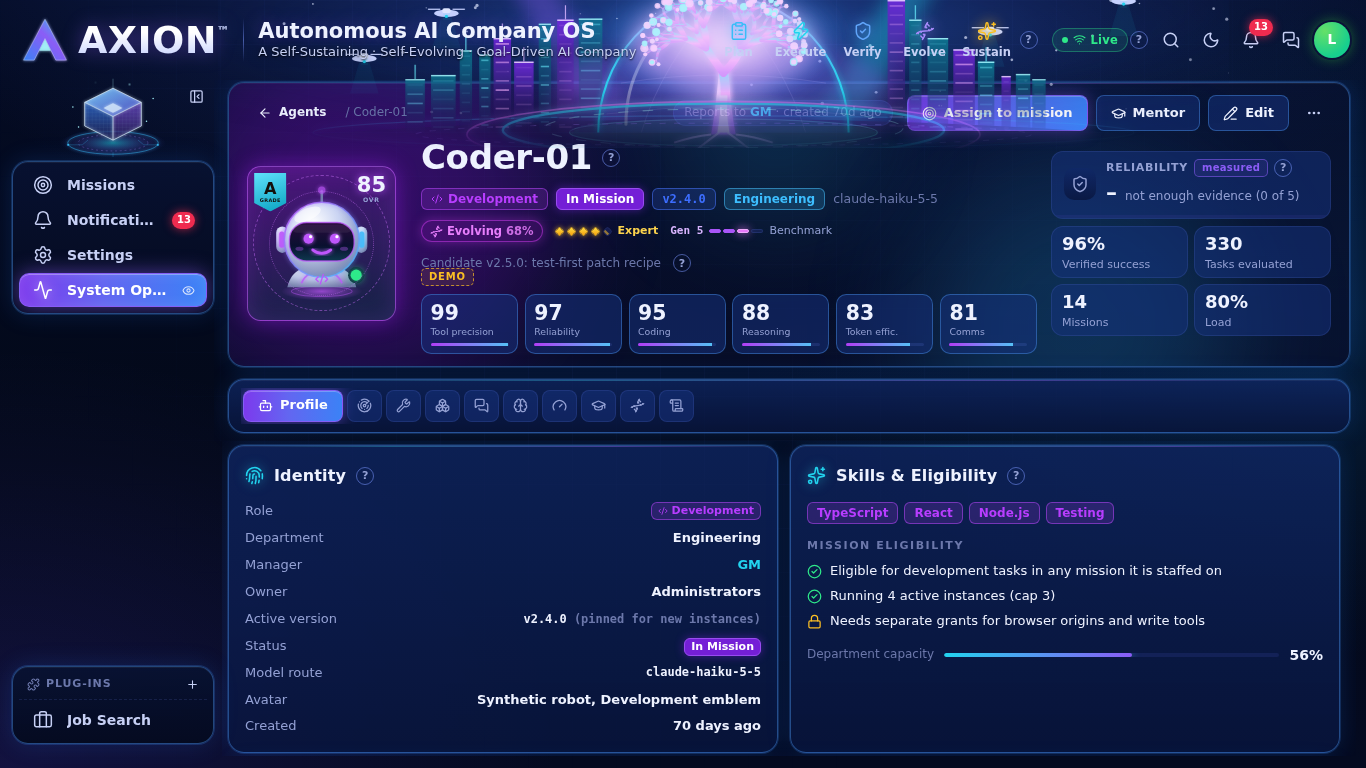 AXION™
Autonomous AI Company OS
A Self-Sustaining · Self-Evolving · Goal-Driven AI Company
Execute
Verify
Evolve
Sustain
?
Live
?
13
L
Missions
Notificati...
13
Settings
System Op...
PLUG-INS
+
Job Search
Agents
/ Coder-01
Reports to GM · created 70d ago
Assign to mission
Mentor
Edit
A
GRADE
85
OVR
Coder-01
?
Development
In Mission
v2.4.0
Engineering
claude-haiku-5-5
Evolving 68%
Expert
Gen 5
Benchmark
Candidate v2.5.0: test-first patch recipe
?
DEMO
99
Tool precision
97
Reliability
95
Coding
88
Reasoning
83
Token effic.
81
Comms
RELIABILITY
measured
?
– not enough evidence (0 of 5)
96%
Verified success
330
Tasks evaluated
14
Missions
80%
Load
Profile
Identity
?
Role
Development
Department
Engineering
Manager
GM
Owner
Administrators
Active version
v2.4.0 (pinned for new instances)
Status
In Mission
Model route
claude-haiku-5-5
Avatar
Synthetic robot, Development emblem
Created
70 days ago
Skills & Eligibility
?
TypeScript
React
Node.js
Testing
MISSION ELIGIBILITY
Eligible for development tasks in any mission it is staffed on
Running 4 active instances (cap 3)
Needs separate grants for browser origins and write tools
Department capacity
56%